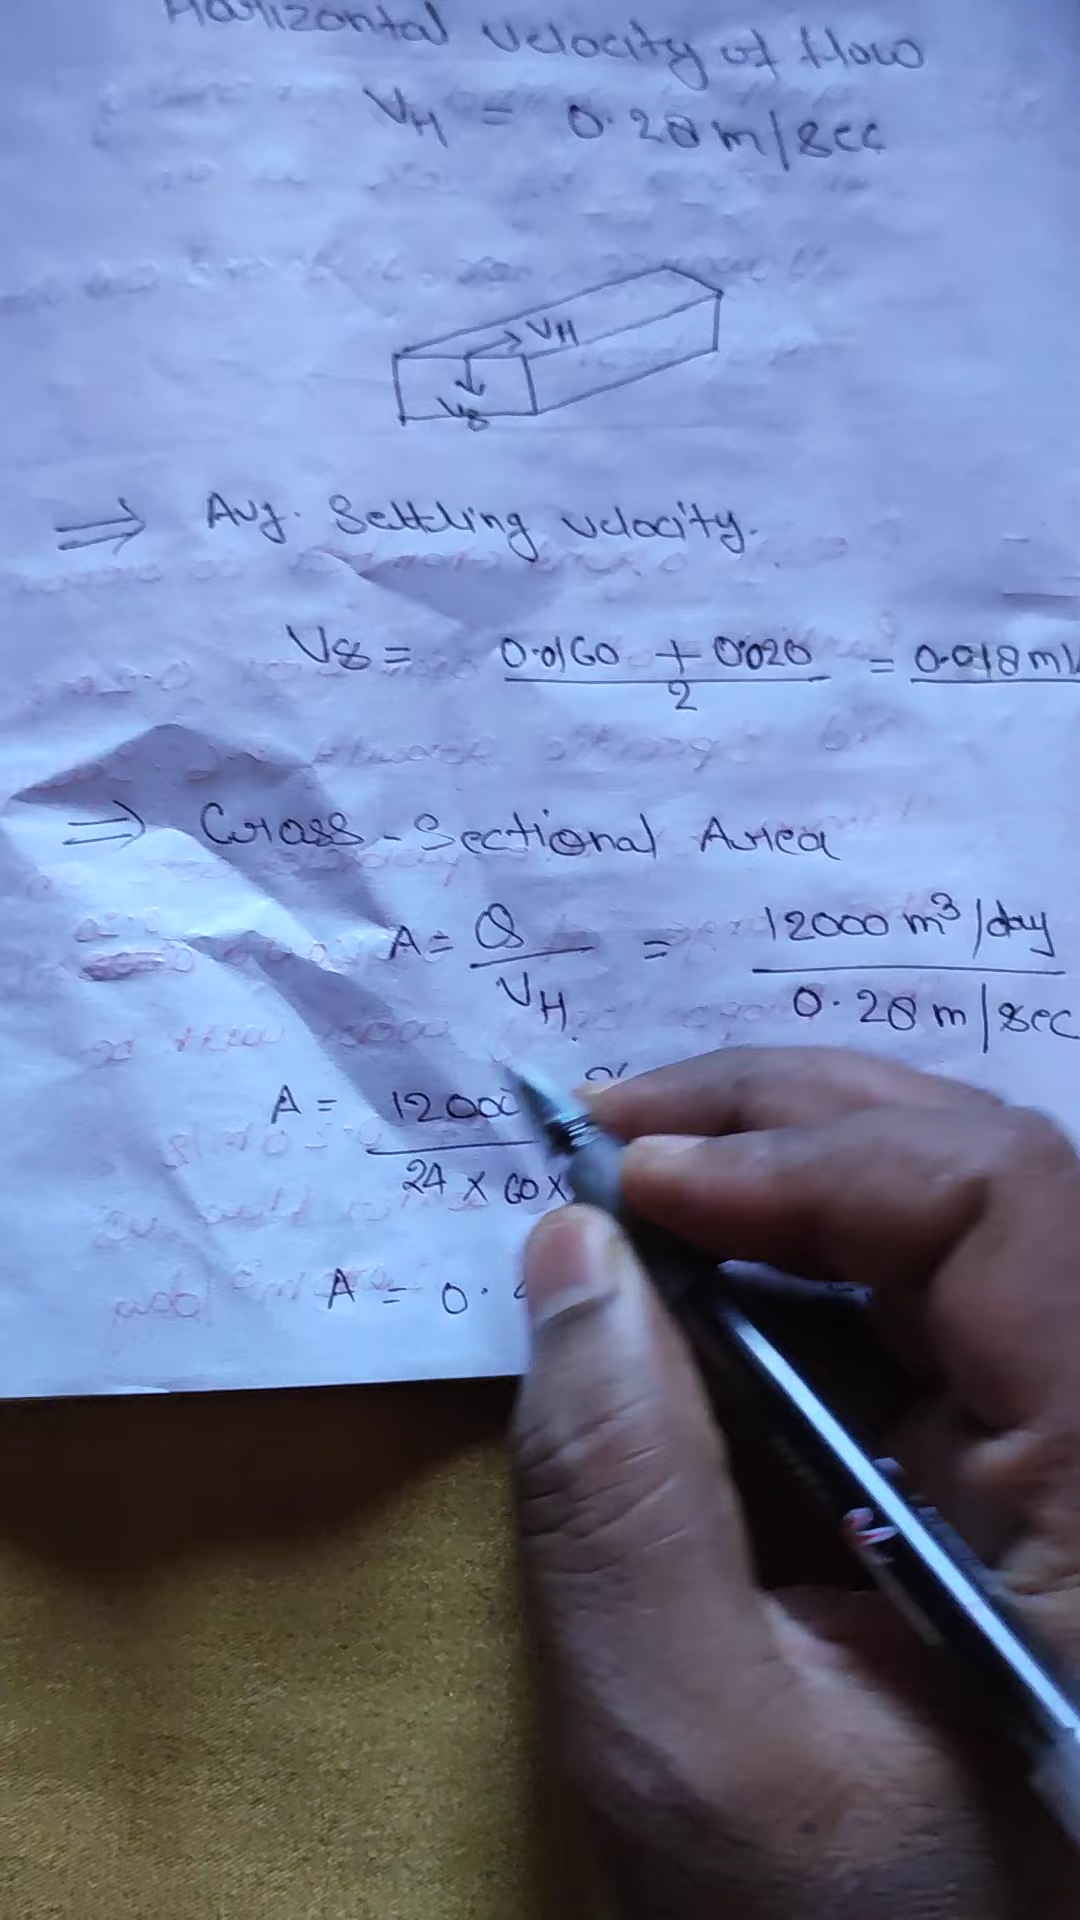 Horizontal velocity of flow
VH = 0.28 m/sec
VH
Vs
⇒ Avg. Settling velocity.
Vs = 0.0160 + 0.020 / 2 = 0.018 m/
⇒ Cross-Sectional Area
A = Q / VH = 12000 m³/day / 0.28 m/sec
A = 12000 / 24 x 60 x
A = 0.